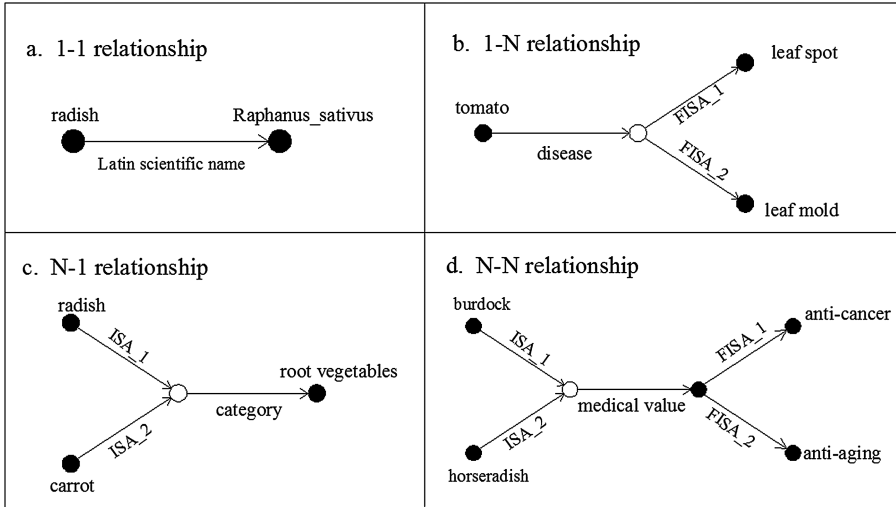 a. 1-1 relationship
radish
Raphanus_sativus
Latin scientific name
b. 1-N relationship
tomato
disease
FISA_1
FISA_2
leaf spot
leaf mold
c. N-1 relationship
radish
ISA_1
ISA_2
carrot
category
root vegetables
d. N-N relationship
burdock
ISA_1
ISA_2
horseradish
medical value
FISA_1
FISA_2
anti-cancer
anti-aging